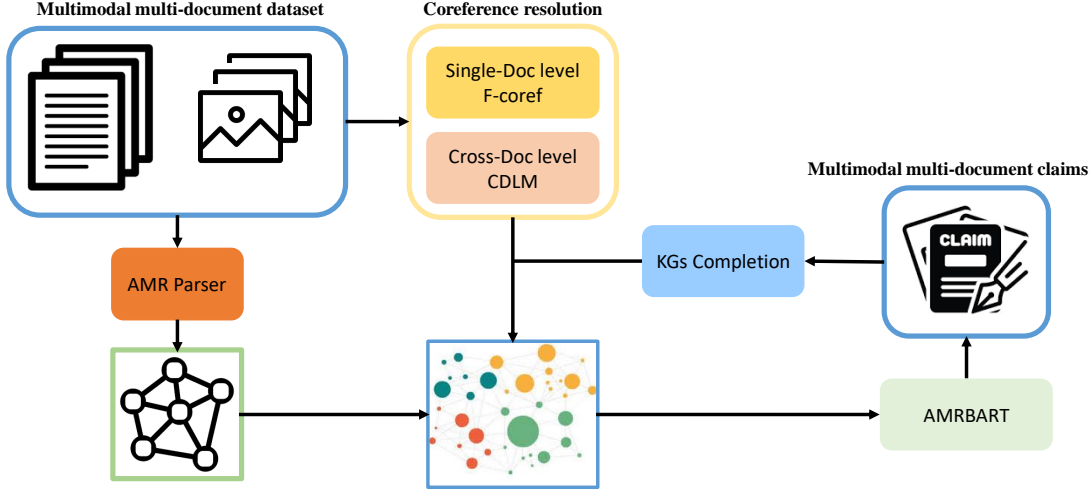 Multimodal multi-document dataset
Coreference resolution
Single-Doc level
F-coref
Cross-Doc level
CDLM
Multimodal multi-document claims
CLAIM
KGs Completion
AMR Parser
AMRBART